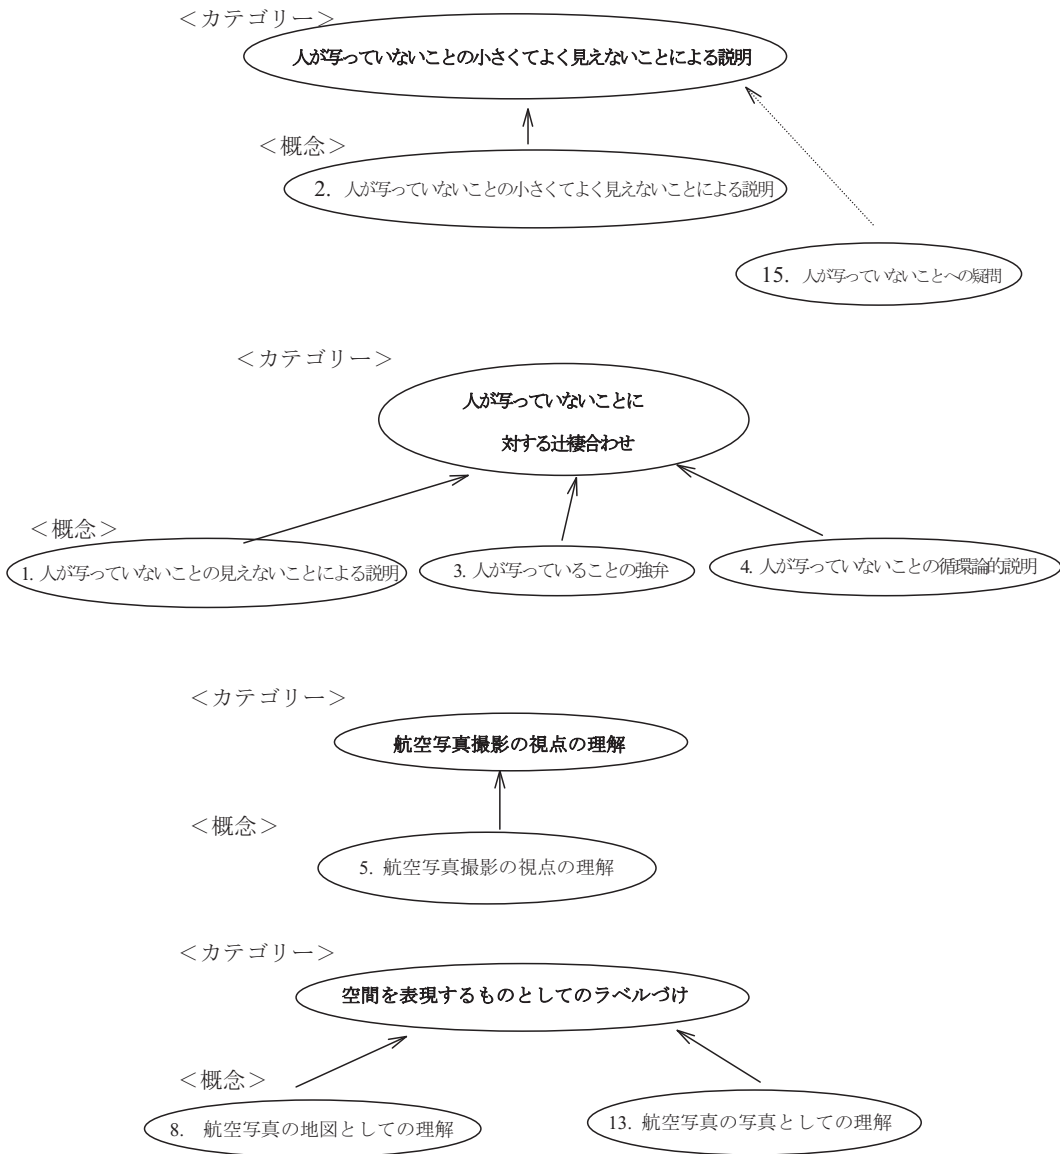 ＜カテゴリー＞
人が写っていないことの小さくてよく見えないことによる説明
＜概念＞
2. 人が写っていないことの小さくてよく見えないことによる説明
15. 人が写っていないことへの疑問
＜カテゴリー＞
人が写っていないことに
対する辻褄合わせ
＜概念＞
1. 人が写っていないことの見えないことによる説明
3. 人が写っていることの強弁
4. 人が写っていないことの循環論的説明
＜カテゴリー＞
航空写真撮影の視点の理解
＜概念＞
5. 航空写真撮影の視点の理解
＜カテゴリー＞
空間を表現するものとしてのラベルづけ
＜概念＞
8. 航空写真の地図としての理解
13. 航空写真の写真としての理解